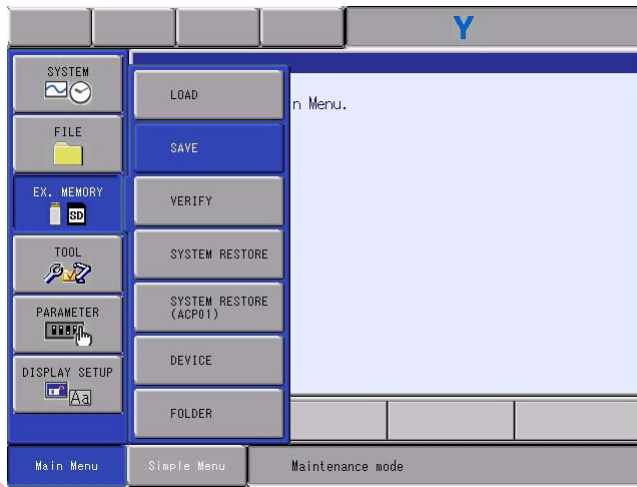 Y
SYSTEM
FILE
EX. MEMORY
SD
TOOL
PARAMETER
DISPLAY SETUP
Aa
LOAD
SAVE
VERIFY
SYSTEM RESTORE
SYSTEM RESTORE
(ACP01)
DEVICE
FOLDER
n Menu.
Main Menu
Simple Menu
Maintenance mode